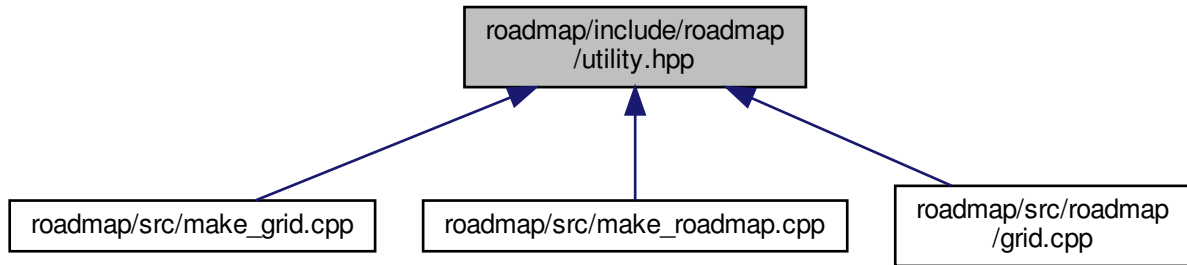 roadmap/include/roadmap
/utility.hpp
roadmap/src/make_grid.cpp
roadmap/src/make_roadmap.cpp
roadmap/src/roadmap
/grid.cpp